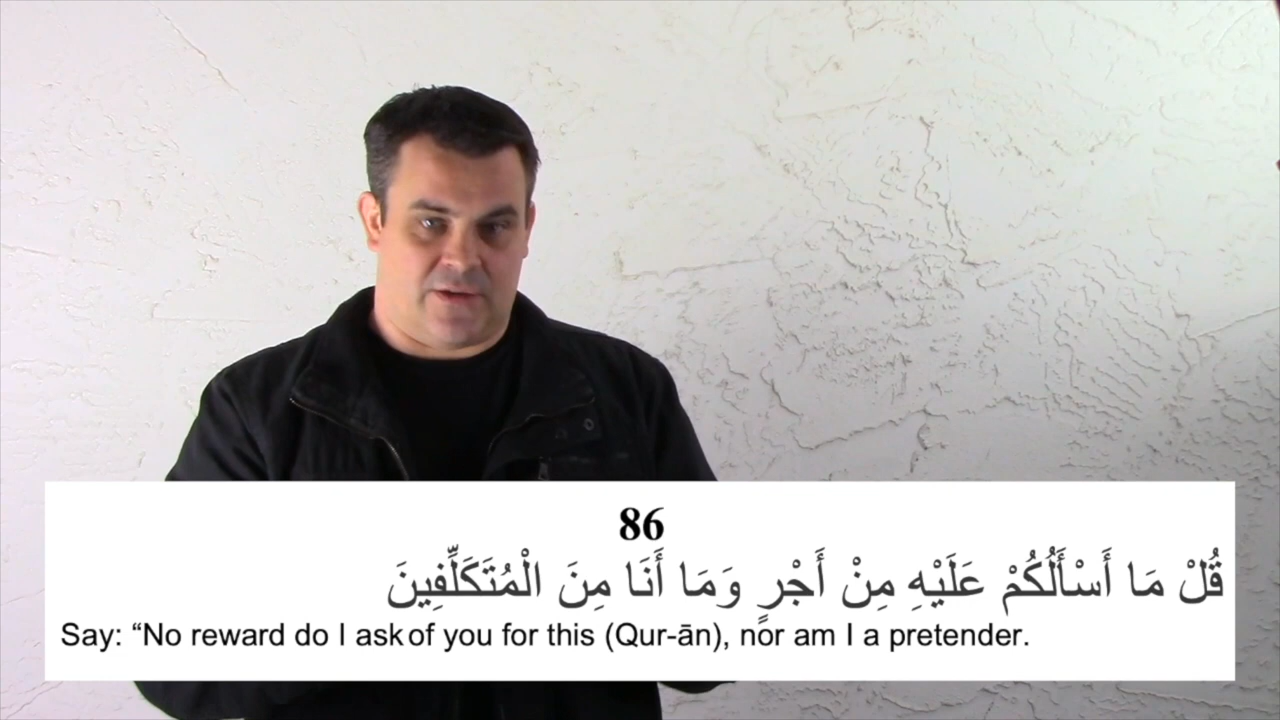 86
قُلْ مَا أَسْأَلُكُمْ عَلَيْهِ مِنْ أَجْرٍ وَمَا أَنَا مِنَ الْمُتَكَلِّفِينَ
Say: “No reward do I ask of you for this (Qur-ān), nor am I a pretender.